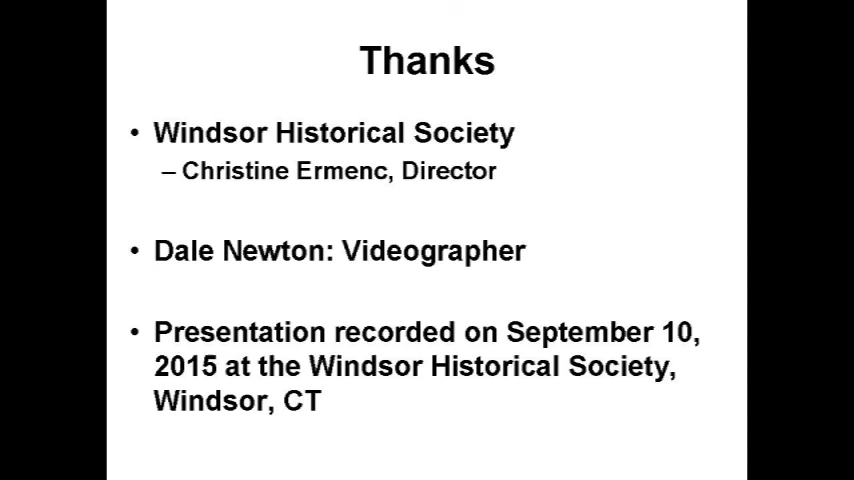 Thanks
• Windsor Historical Society
– Christine Ermenc, Director
• Dale Newton: Videographer
• Presentation recorded on September 10,
2015 at the Windsor Historical Society,
Windsor, CT